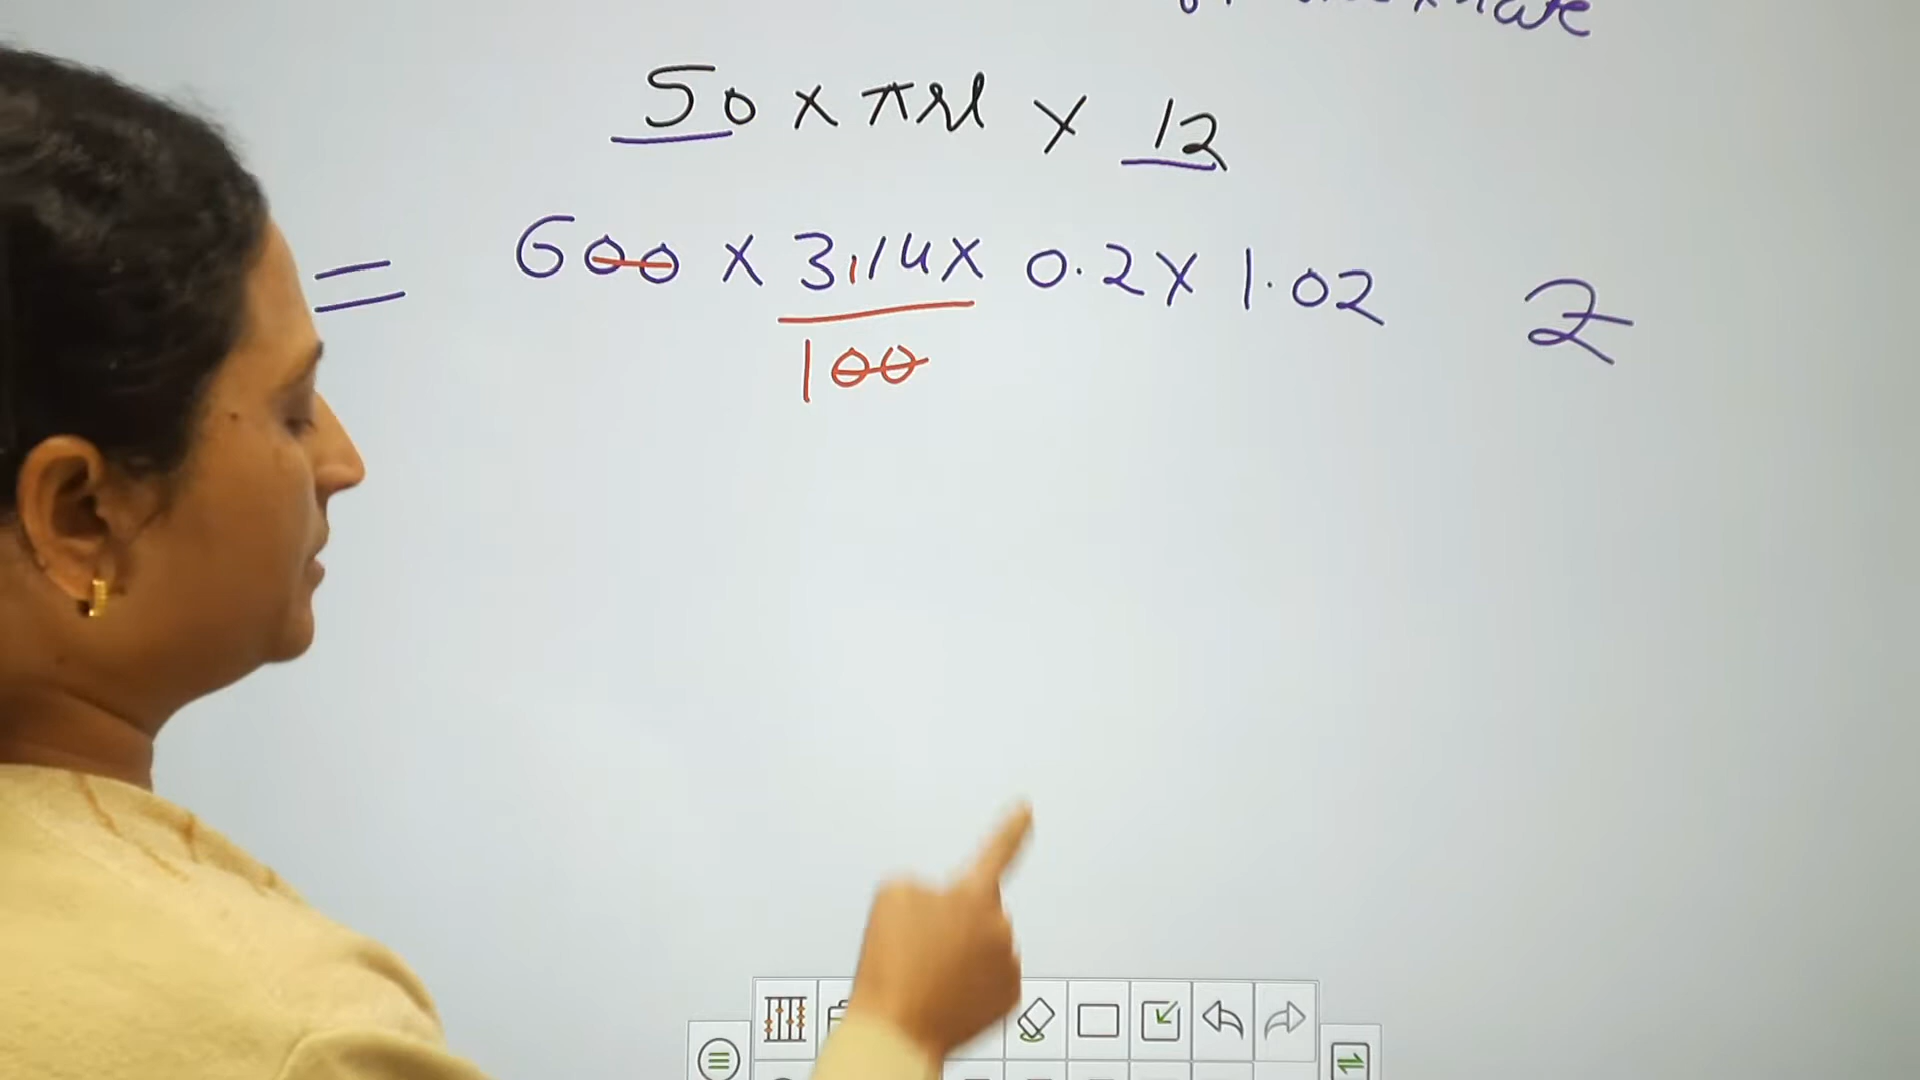 50 x πrl x 12
= 600 x 3.14 x 0.2 x 1.02 2
100